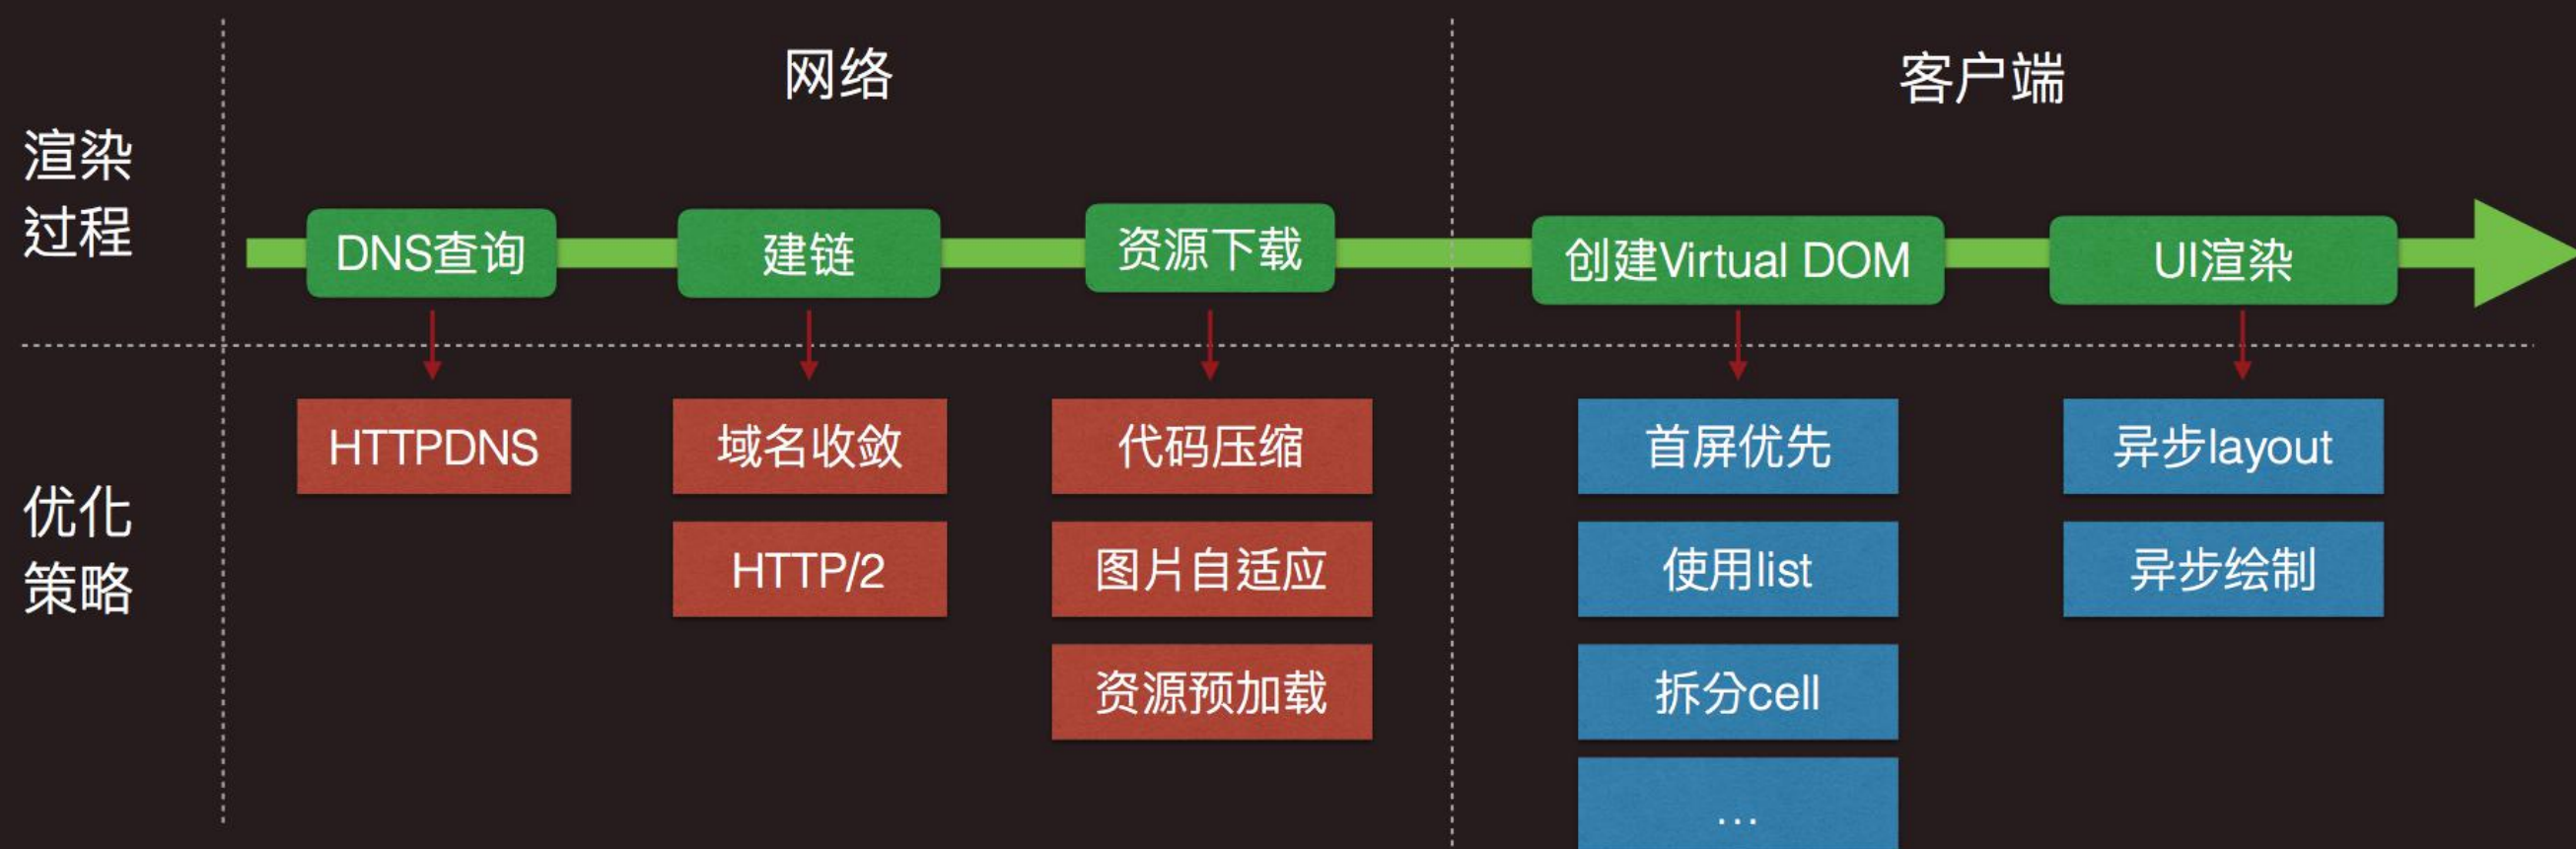 网络
客户端
渲染
过程
DNS查询
建链
资源下载
创建Virtual DOM
UI渲染
优化
策略
HTTPDNS
域名收敛
代码压缩
首屏优先
异步layout
HTTP/2
图片自适应
使用list
异步绘制
资源预加载
拆分cell
...